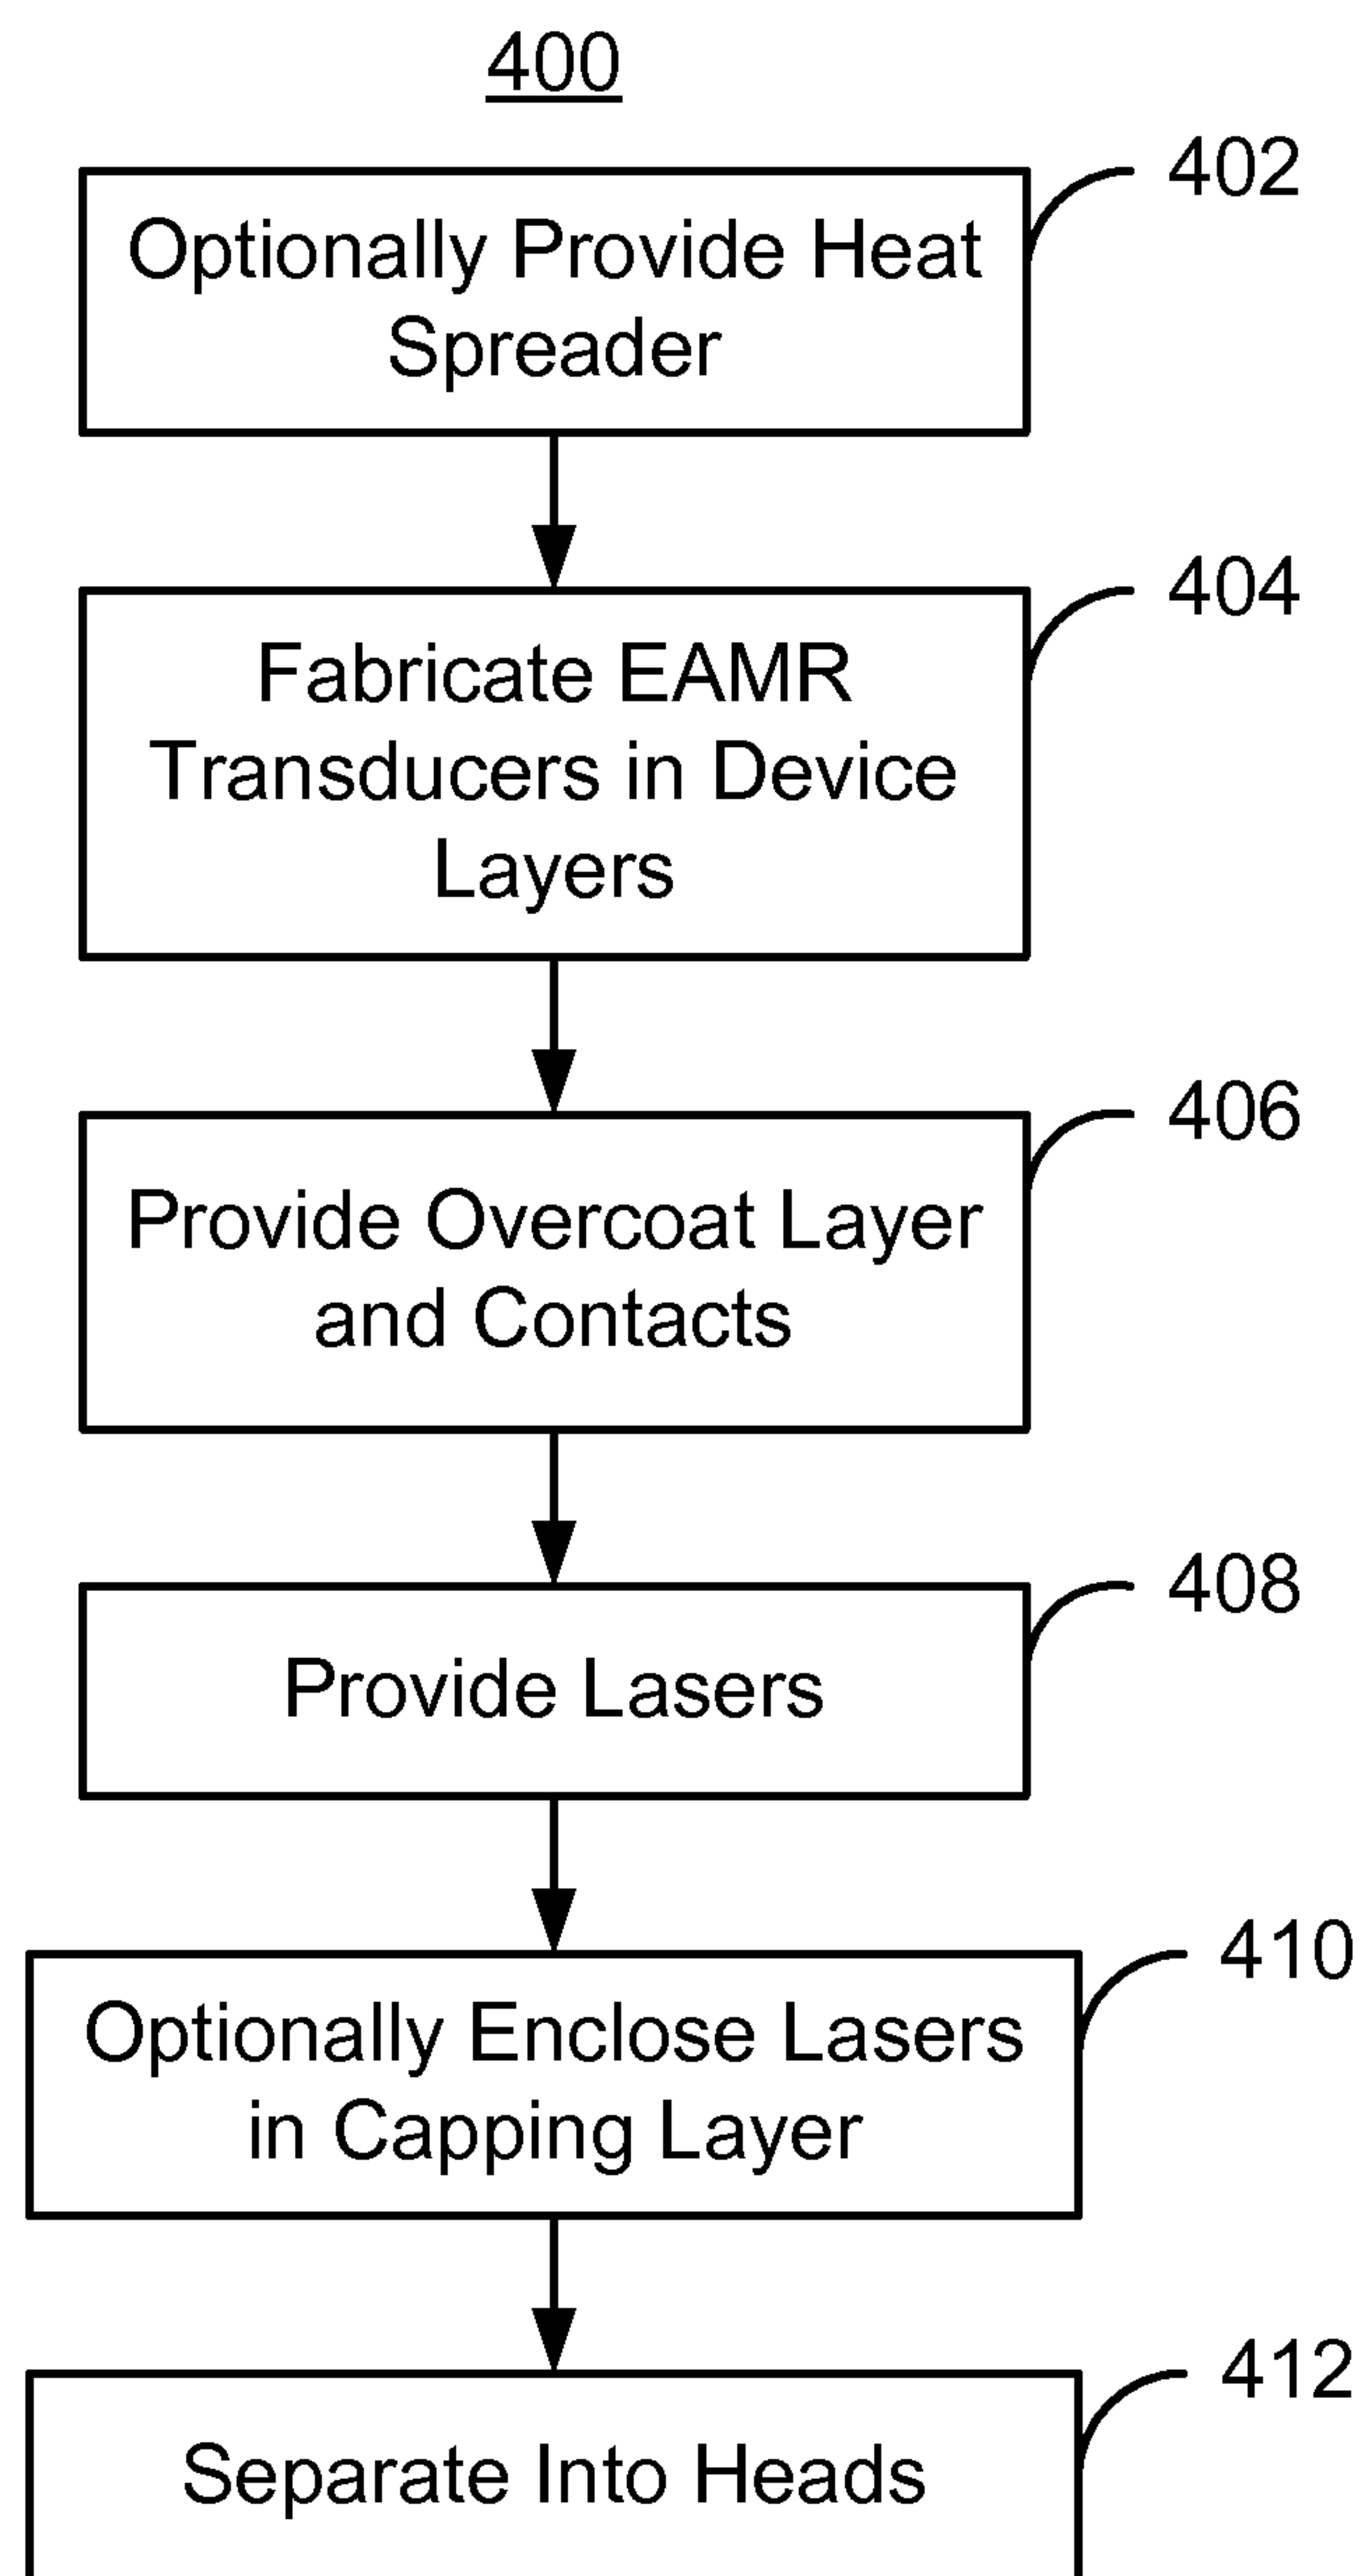 400
402
Optionally Provide Heat
Spreader
404
Fabricate EAMR
Transducers in Device
Layers
406
Provide Overcoat Layer
and Contacts
408
Provide Lasers
410
Optionally Enclose Lasers
in Capping Layer
412
Separate Into Heads